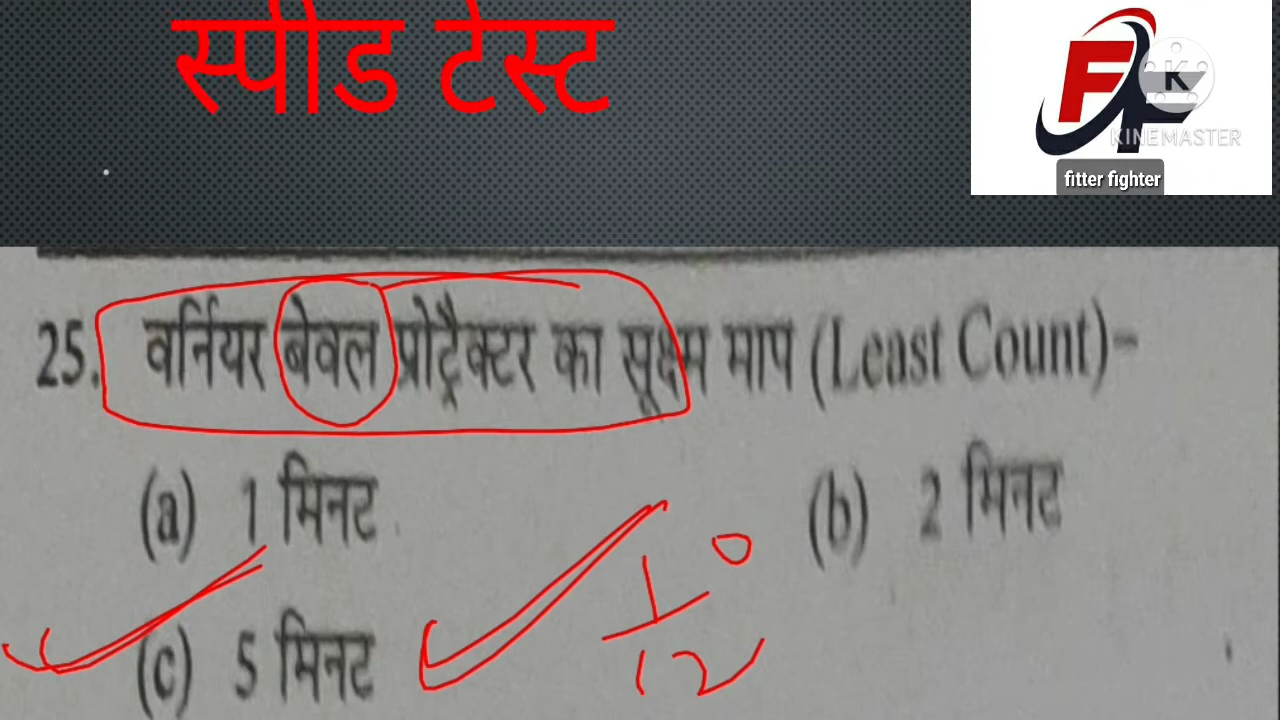 स्पीड टेस्ट
KINEMASTER
fitter fighter
25. वर्नियर बेवल प्रोट्रैक्टर का सूक्ष्म माप (Least Count)-
(a) 1 मिनट
(b) 2 मिनट
1°
12
(c) 5 मिनट